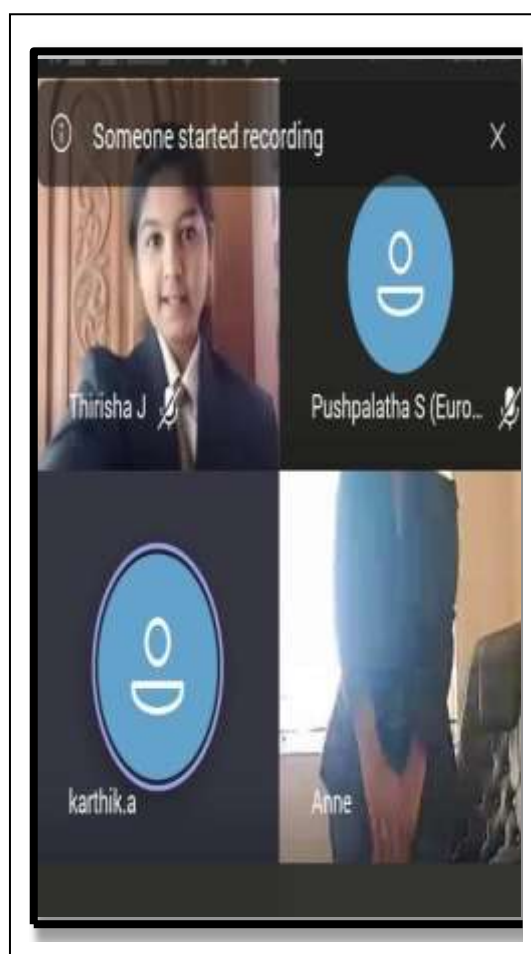 Someone started recording
Thirisha J
Pushpalatha S (Euro...
karthik.a
Anne